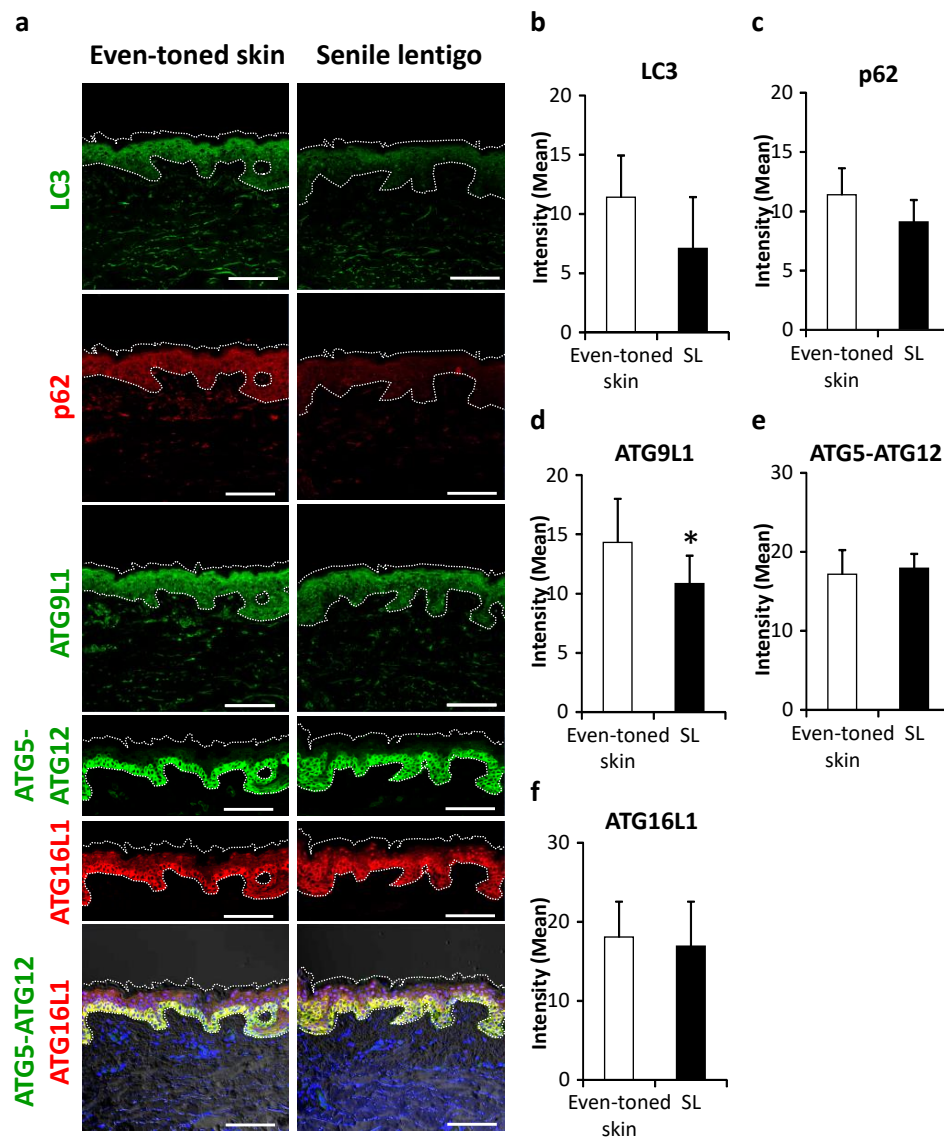 a
Even-toned skin
Senile lentigo
LC3
p62
ATG9L1
ATG5-
ATG12
ATG16L1
ATG5-ATG12
ATG16L1
b
LC3
Intensity (Mean)
20
15
10
5
0
Even-toned
skin
SL
c
p62
Intensity (Mean)
20
15
10
5
0
Even-toned
skin
SL
d
ATG9L1
Intensity (Mean)
20
15
10
5
0
*
Even-toned
skin
SL
e
ATG5-ATG12
Intensity (Mean)
30
20
10
0
Even-toned
skin
SL
f
ATG16L1
Intensity (Mean)
30
20
10
0
Even-toned
skin
SL